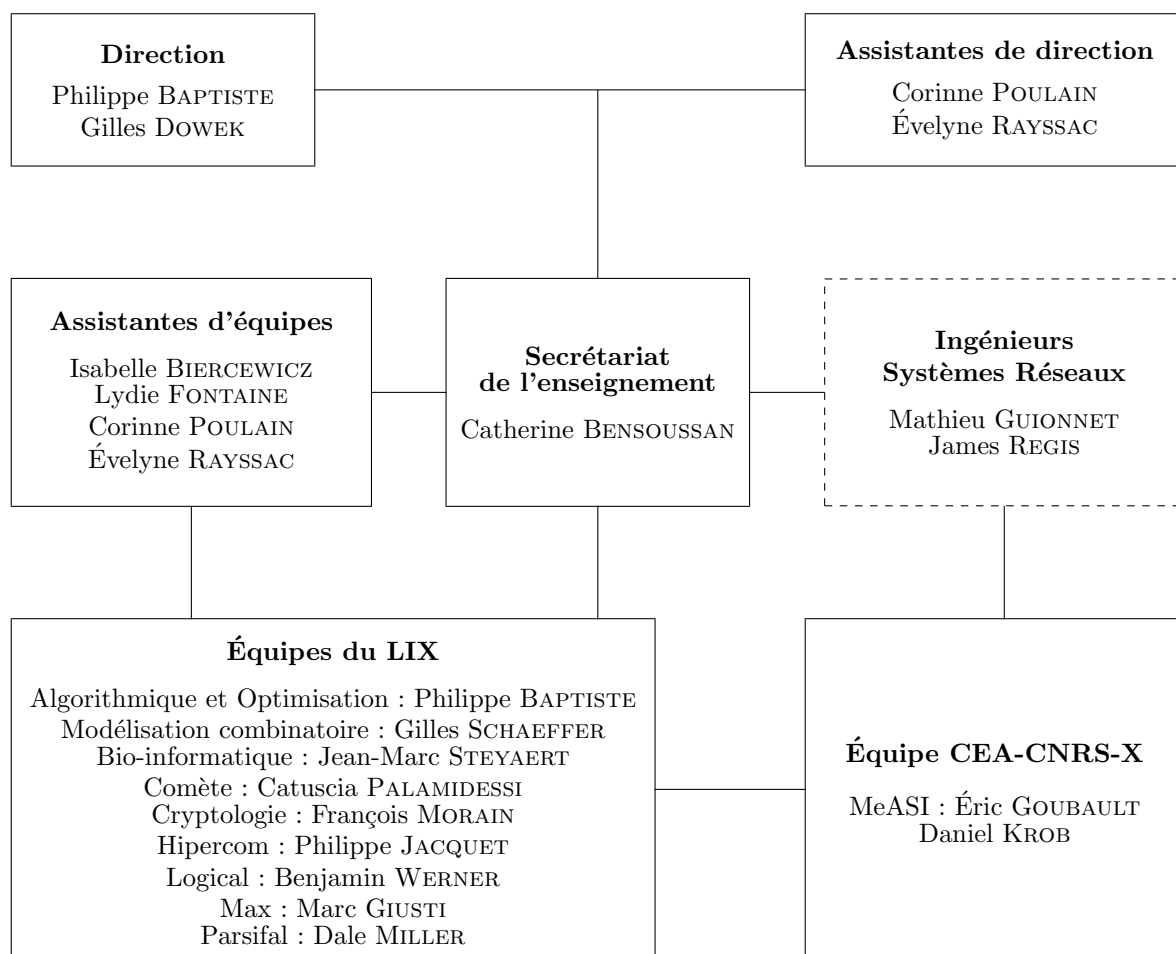 Direction
Philippe BAPTISTE
Gilles DOWEK
Assistantes de direction
Corinne POULAIN
Évelyne RAYSSAC
Assistantes d'équipes
Isabelle BIERCEWICZ
Lydie FONTAINE
Corinne POULAIN
Évelyne RAYSSAC
Secrétariat
de l'enseignement
Catherine BENSOUSSAN
Ingénieurs
Systèmes Réseaux
Mathieu GUIONNET
James REGIS
Équipes du LIX
Algorithmique et Optimisation : Philippe BAPTISTE
Modélisation combinatoire : Gilles SCHAEFFER
Bio-informatique : Jean-Marc STEYAERT
Comète : Catuscia PALAMIDESSI
Cryptologie : François MORAIN
Hipercom : Philippe JACQUET
Logical : Benjamin WERNER
Max : Marc GIUSTI
Parsifal : Dale MILLER
Équipe CEA-CNRS-X
MeASI : Éric GOUBAULT
Daniel KROB